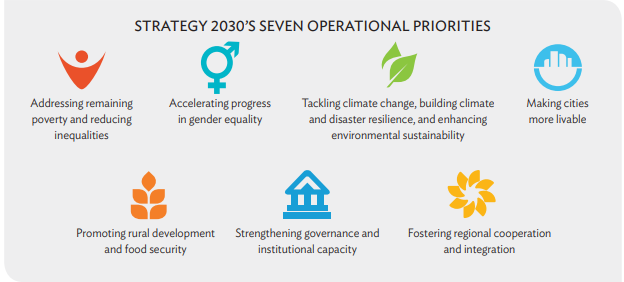 STRATEGY 2030'S SEVEN OPERATIONAL PRIORITIES
Addressing remaining
poverty and reducing
inequalities
Accelerating progress
in gender equality
Tackling climate change, building climate
and disaster resilience, and enhancing
environmental sustainability
Making cities
more livable
Promoting rural development
and food security
Strengthening governance and
institutional capacity
Fostering regional cooperation
and integration